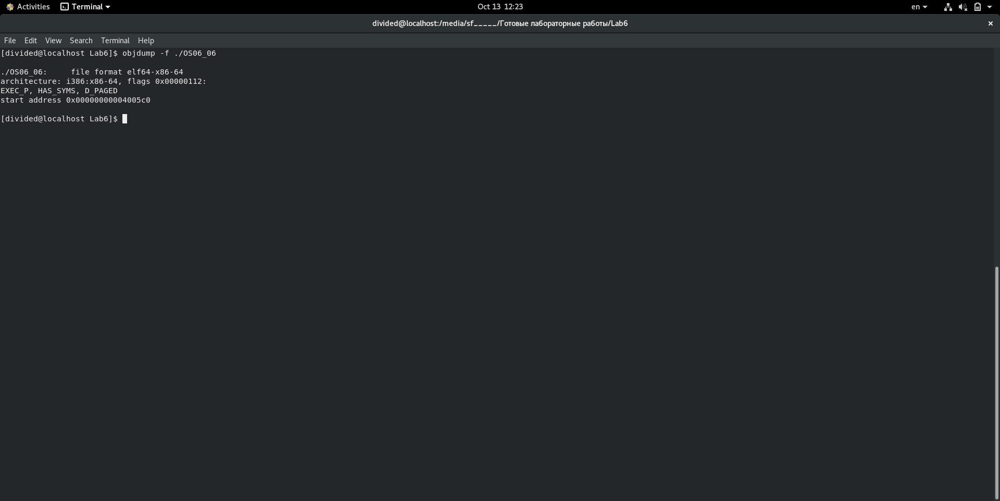 Activities Terminal Oct 13 12:23 en
divided@localhost:/media/sf_____/Готовые лабораторные работы/Lab6
File Edit View Search Terminal Help
[divided@localhost Lab6]$ objdump -f ./OS06_06
./OS06_06:     file format elf64-x86-64
architecture: i386:x86-64, flags 0x00000112:
EXEC_P, HAS_SYMS, D_PAGED
start address 0x00000000004005c0
[divided@localhost Lab6]$